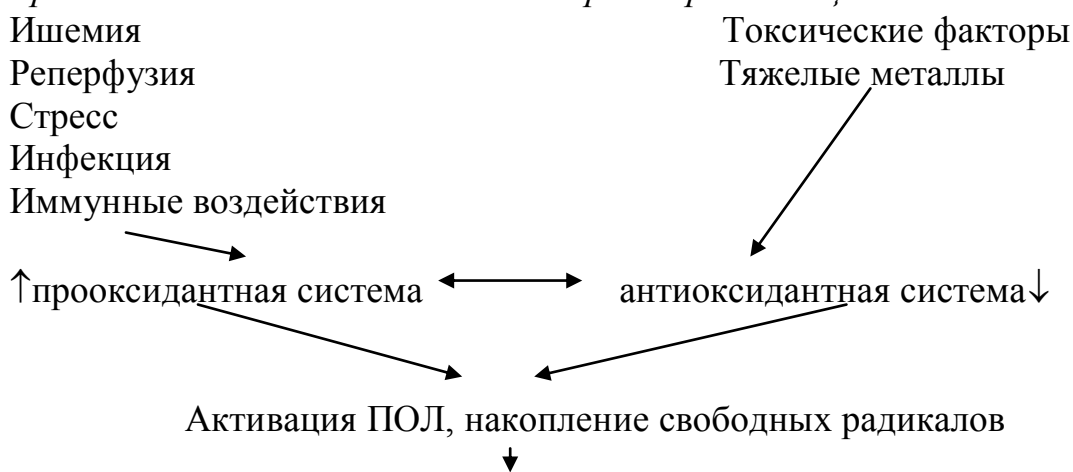 Ишемия Токсические факторы
Реперфузия Тяжелые металлы
Стресс
Инфекция
Иммунные воздействия
↑прооксидантная система антиоксидантная система↓
Активация ПОЛ, накопление свободных радикалов